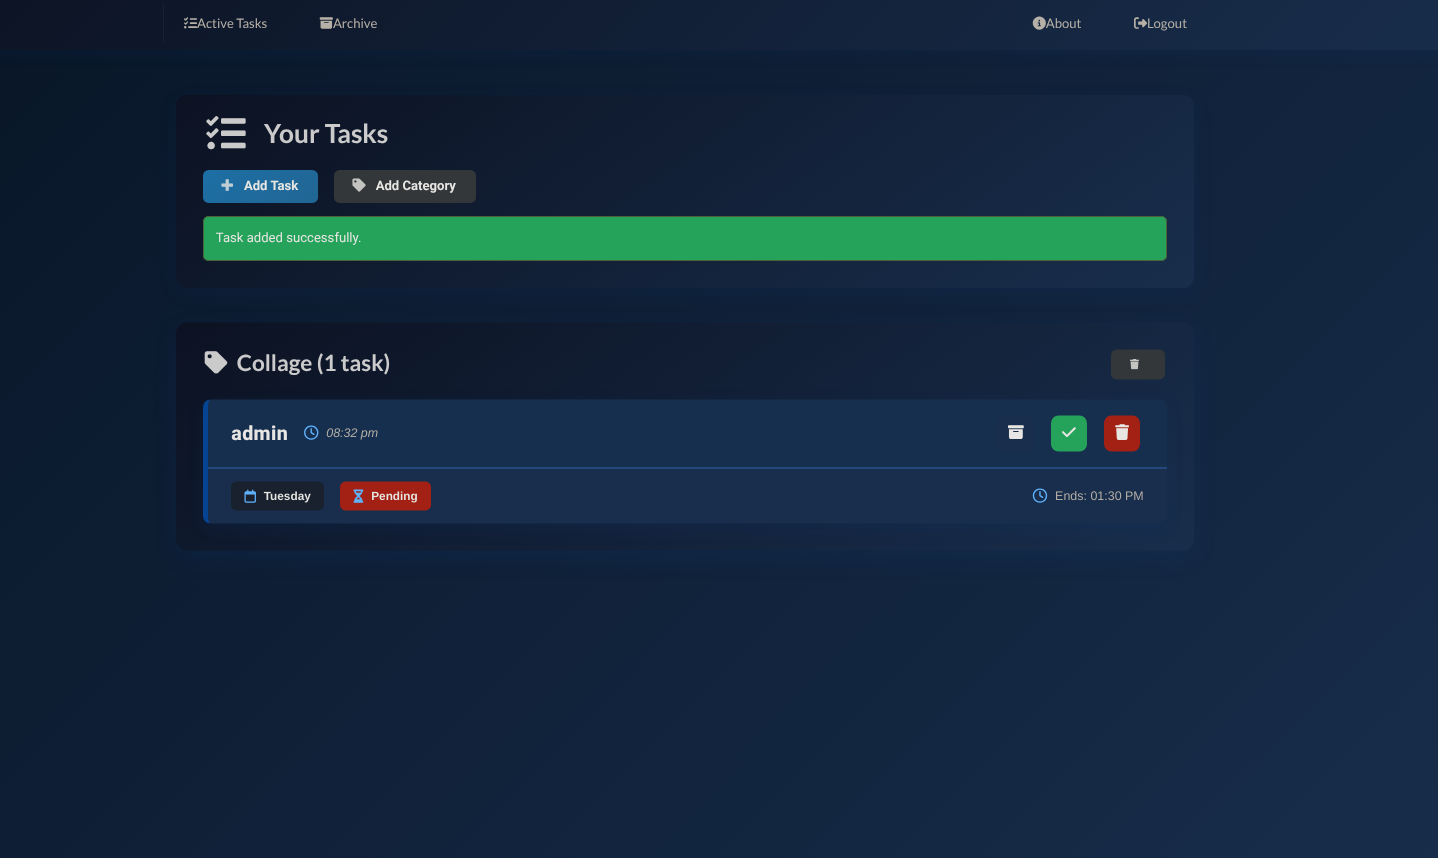 Active Tasks Archive About Logout
Your Tasks
Add Task Add Category
Task added successfully.
Collage (1 task)
admin 08:32 pm
Tuesday Pending Ends: 01:30 PM